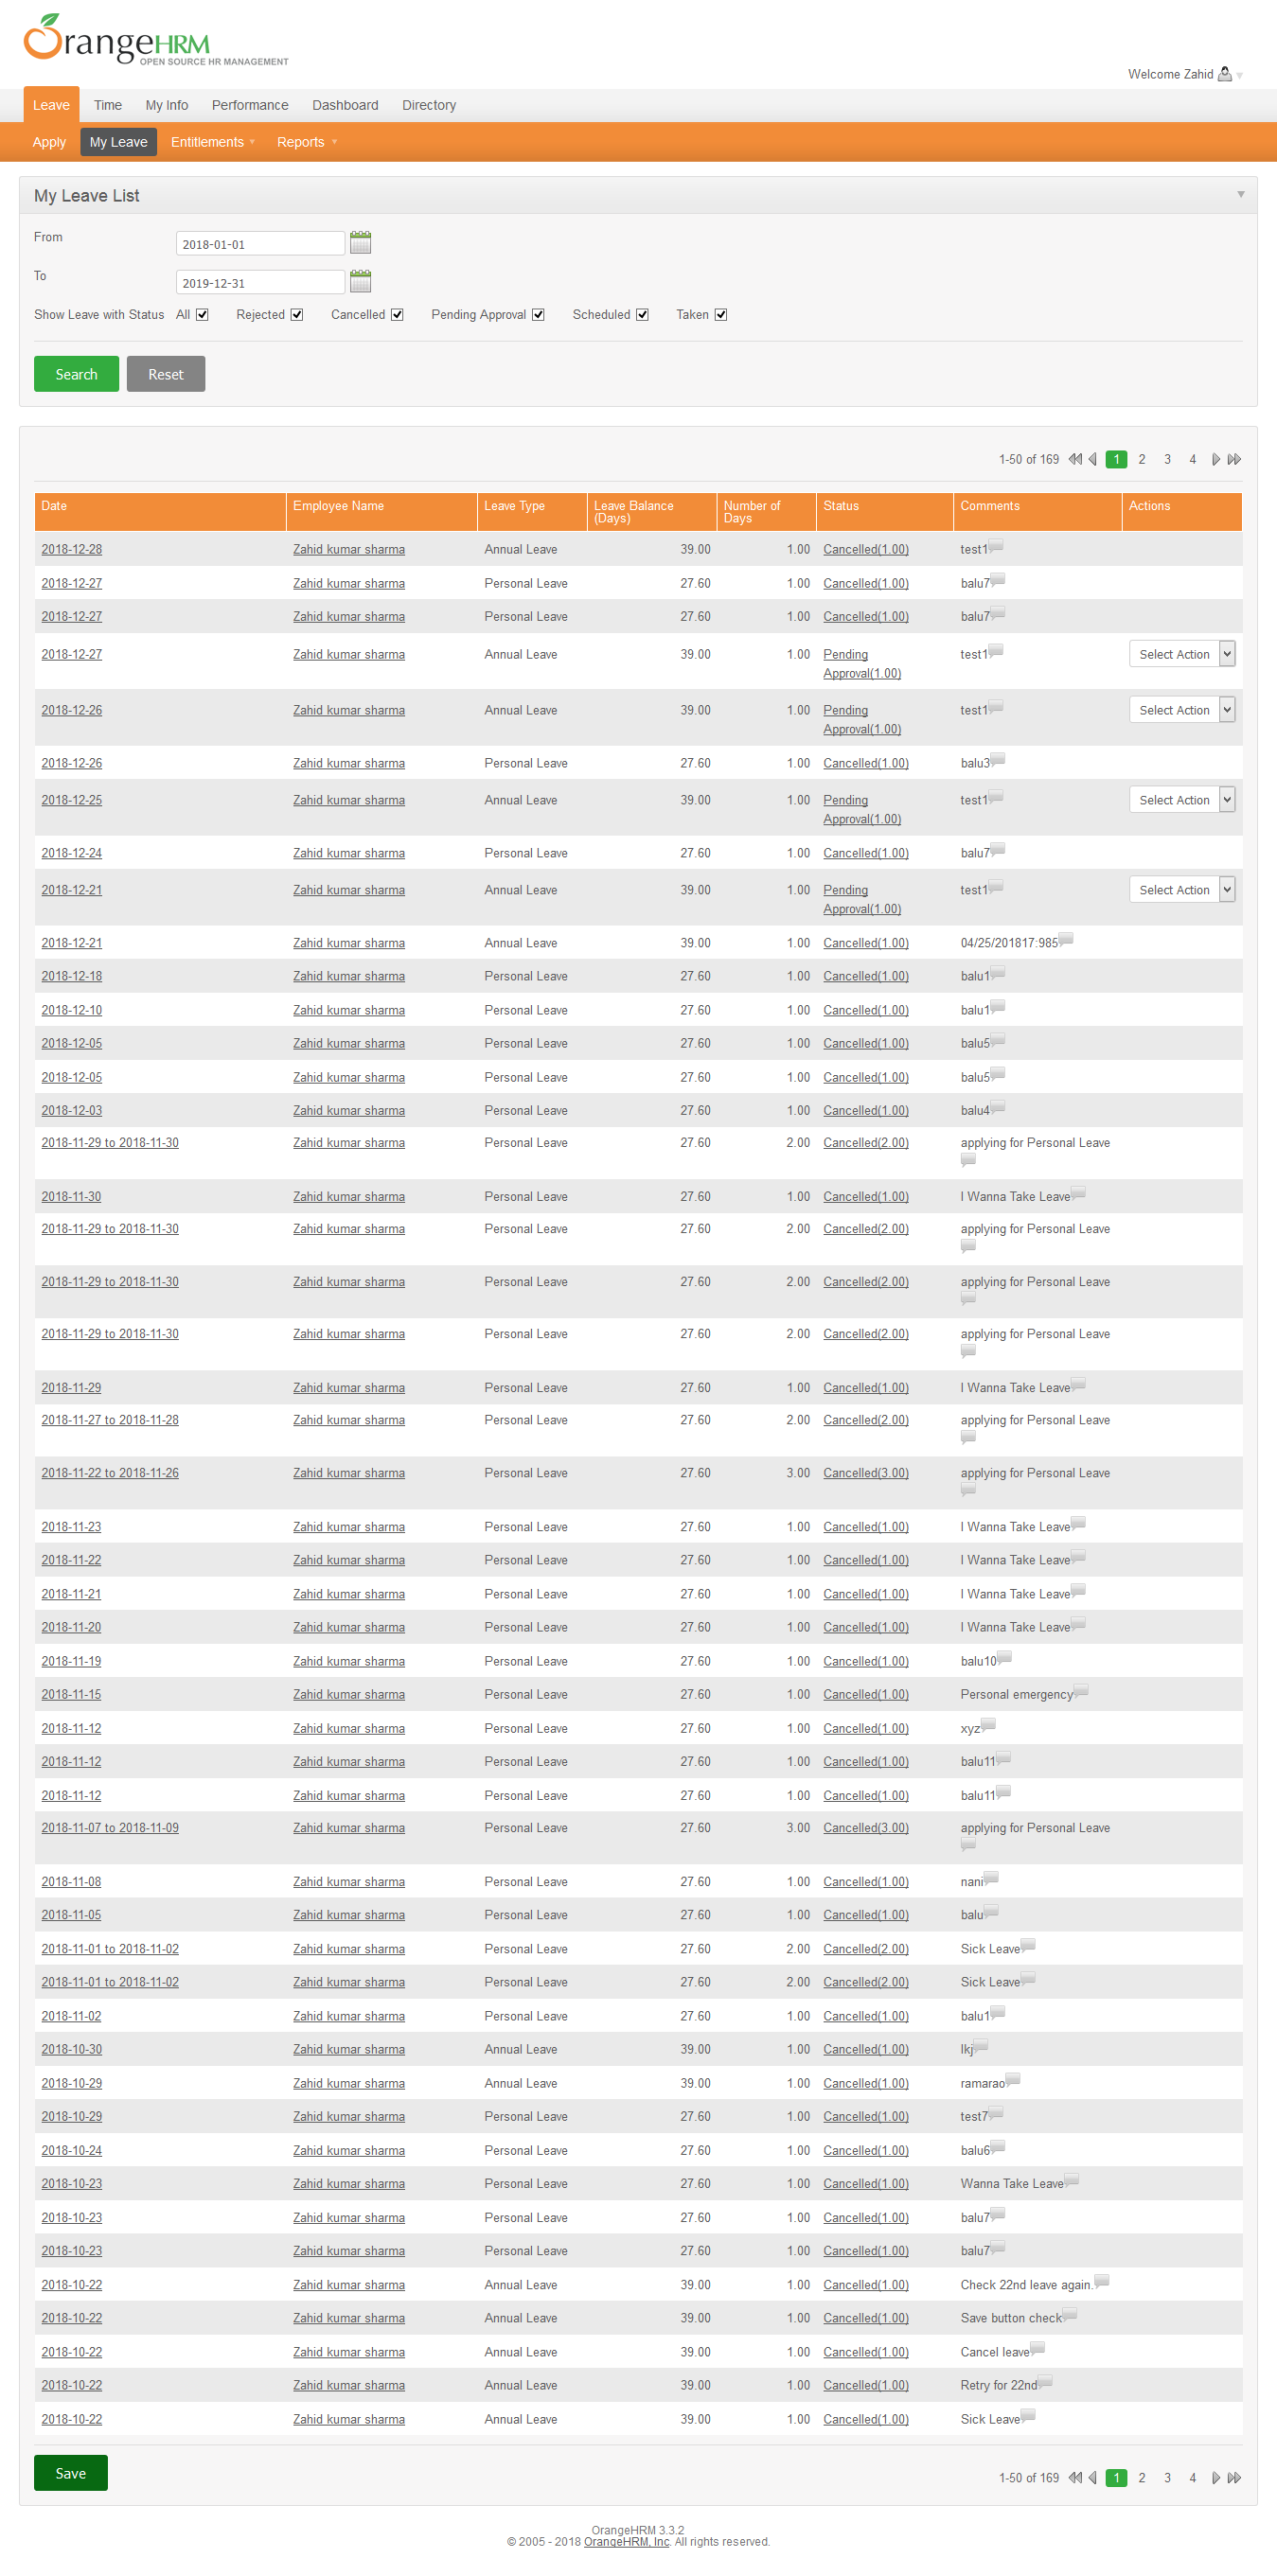 OrangeHRM
OPEN SOURCE HR MANAGEMENT
Welcome Zahid
Leave Time My Info Performance Dashboard Directory
Apply My Leave Entitlements Reports
My Leave List
From 2018-01-01
To 2019-12-31
Show Leave with Status All Rejected Cancelled Pending Approval Scheduled Taken
Search Reset
1-50 of 169 1 2 3 4
Date Employee Name Leave Type Leave Balance (Days) Number of Days Status Comments Actions
2018-12-28 Zahid kumar sharma Annual Leave 39.00 1.00 Cancelled(1.00) test1
2018-12-27 Zahid kumar sharma Personal Leave 27.60 1.00 Cancelled(1.00) balu7
2018-12-27 Zahid kumar sharma Personal Leave 27.60 1.00 Cancelled(1.00) balu7
2018-12-27 Zahid kumar sharma Annual Leave 39.00 1.00 Pending Approval(1.00) test1 Select Action
2018-12-26 Zahid kumar sharma Annual Leave 39.00 1.00 Pending Approval(1.00) test1 Select Action
2018-12-26 Zahid kumar sharma Personal Leave 27.60 1.00 Cancelled(1.00) balu3
2018-12-25 Zahid kumar sharma Annual Leave 39.00 1.00 Pending Approval(1.00) test1 Select Action
2018-12-24 Zahid kumar sharma Personal Leave 27.60 1.00 Cancelled(1.00) balu7
2018-12-21 Zahid kumar sharma Annual Leave 39.00 1.00 Pending Approval(1.00) test1 Select Action
2018-12-21 Zahid kumar sharma Annual Leave 39.00 1.00 Cancelled(1.00) 04/25/201817:985
2018-12-18 Zahid kumar sharma Personal Leave 27.60 1.00 Cancelled(1.00) balu1
2018-12-10 Zahid kumar sharma Personal Leave 27.60 1.00 Cancelled(1.00) balu1
2018-12-05 Zahid kumar sharma Personal Leave 27.60 1.00 Cancelled(1.00) balu5
2018-12-05 Zahid kumar sharma Personal Leave 27.60 1.00 Cancelled(1.00) balu5
2018-12-03 Zahid kumar sharma Personal Leave 27.60 1.00 Cancelled(1.00) balu4
2018-11-29 to 2018-11-30 Zahid kumar sharma Personal Leave 27.60 2.00 Cancelled(2.00) applying for Personal Leave
2018-11-30 Zahid kumar sharma Personal Leave 27.60 1.00 Cancelled(1.00) I Wanna Take Leave
2018-11-29 to 2018-11-30 Zahid kumar sharma Personal Leave 27.60 2.00 Cancelled(2.00) applying for Personal Leave
2018-11-29 to 2018-11-30 Zahid kumar sharma Personal Leave 27.60 2.00 Cancelled(2.00) applying for Personal Leave
2018-11-29 to 2018-11-30 Zahid kumar sharma Personal Leave 27.60 2.00 Cancelled(2.00) applying for Personal Leave
2018-11-29 Zahid kumar sharma Personal Leave 27.60 1.00 Cancelled(1.00) I Wanna Take Leave
2018-11-27 to 2018-11-28 Zahid kumar sharma Personal Leave 27.60 2.00 Cancelled(2.00) applying for Personal Leave
2018-11-22 to 2018-11-26 Zahid kumar sharma Personal Leave 27.60 3.00 Cancelled(3.00) applying for Personal Leave
2018-11-23 Zahid kumar sharma Personal Leave 27.60 1.00 Cancelled(1.00) I Wanna Take Leave
2018-11-22 Zahid kumar sharma Personal Leave 27.60 1.00 Cancelled(1.00) I Wanna Take Leave
2018-11-21 Zahid kumar sharma Personal Leave 27.60 1.00 Cancelled(1.00) I Wanna Take Leave
2018-11-20 Zahid kumar sharma Personal Leave 27.60 1.00 Cancelled(1.00) I Wanna Take Leave
2018-11-19 Zahid kumar sharma Personal Leave 27.60 1.00 Cancelled(1.00) balu10
2018-11-15 Zahid kumar sharma Personal Leave 27.60 1.00 Cancelled(1.00) Personal emergency
2018-11-12 Zahid kumar sharma Personal Leave 27.60 1.00 Cancelled(1.00) xyz
2018-11-12 Zahid kumar sharma Personal Leave 27.60 1.00 Cancelled(1.00) balu11
2018-11-12 Zahid kumar sharma Personal Leave 27.60 1.00 Cancelled(1.00) balu11
2018-11-07 to 2018-11-09 Zahid kumar sharma Personal Leave 27.60 3.00 Cancelled(3.00) applying for Personal Leave
2018-11-08 Zahid kumar sharma Personal Leave 27.60 1.00 Cancelled(1.00) nani
2018-11-05 Zahid kumar sharma Personal Leave 27.60 1.00 Cancelled(1.00) balu
2018-11-01 to 2018-11-02 Zahid kumar sharma Personal Leave 27.60 2.00 Cancelled(2.00) Sick Leave
2018-11-01 to 2018-11-02 Zahid kumar sharma Personal Leave 27.60 2.00 Cancelled(2.00) Sick Leave
2018-11-02 Zahid kumar sharma Personal Leave 27.60 1.00 Cancelled(1.00) balu1
2018-10-30 Zahid kumar sharma Annual Leave 39.00 1.00 Cancelled(1.00) lkj
2018-10-29 Zahid kumar sharma Annual Leave 39.00 1.00 Cancelled(1.00) ramarao
2018-10-29 Zahid kumar sharma Personal Leave 27.60 1.00 Cancelled(1.00) test7
2018-10-24 Zahid kumar sharma Personal Leave 27.60 1.00 Cancelled(1.00) balu6
2018-10-23 Zahid kumar sharma Personal Leave 27.60 1.00 Cancelled(1.00) Wanna Take Leave
2018-10-23 Zahid kumar sharma Personal Leave 27.60 1.00 Cancelled(1.00) balu7
2018-10-23 Zahid kumar sharma Personal Leave 27.60 1.00 Cancelled(1.00) balu7
2018-10-22 Zahid kumar sharma Annual Leave 39.00 1.00 Cancelled(1.00) Check 22nd leave again.
2018-10-22 Zahid kumar sharma Annual Leave 39.00 1.00 Cancelled(1.00) Save button check
2018-10-22 Zahid kumar sharma Annual Leave 39.00 1.00 Cancelled(1.00) Cancel leave
2018-10-22 Zahid kumar sharma Annual Leave 39.00 1.00 Cancelled(1.00) Retry for 22nd
2018-10-22 Zahid kumar sharma Annual Leave 39.00 1.00 Cancelled(1.00) Sick Leave
Save 1-50 of 169 1 2 3 4
OrangeHRM 3.3.2
© 2005 - 2018 OrangeHRM, Inc. All rights reserved.